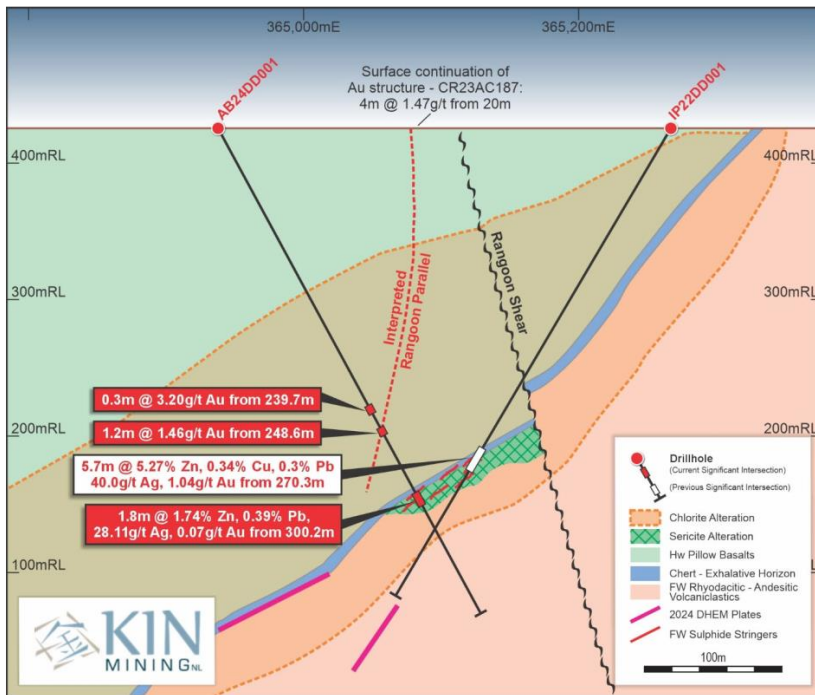 365,000mE
365,200mE
AB24DD001
Surface continuation of
Au structure - CR23AC187:
4m @ 1.47g/t from 20m
IP22DD001
400mRL
400mRL
Interpreted
Rangoon Parallel
Rangoon Shear
300mRL
300mRL
0.3m @ 3.20g/t Au from 239.7m
200mRL
200mRL
1.2m @ 1.46g/t Au from 248.6m
5.7m @ 5.27% Zn, 0.34% Cu, 0.3% Pb
40.0g/t Ag, 1.04g/t Au from 270.3m
1.8m @ 1.74% Zn, 0.39% Pb,
28.11g/t Ag, 0.07g/t Au from 300.2m
100mRL
100mRL
Drillhole
(Current Significant Intersection)
(Previous Significant Intersection)
Chlorite Alteration
Sericite Alteration
Hw Pillow Basalts
Chert - Exhalative Horizon
FW Rhyodacitic - Andesitic
Volcaniclastics
2024 DHEM Plates
FW Sulphide Stringers
100m
KIN
MINING NL